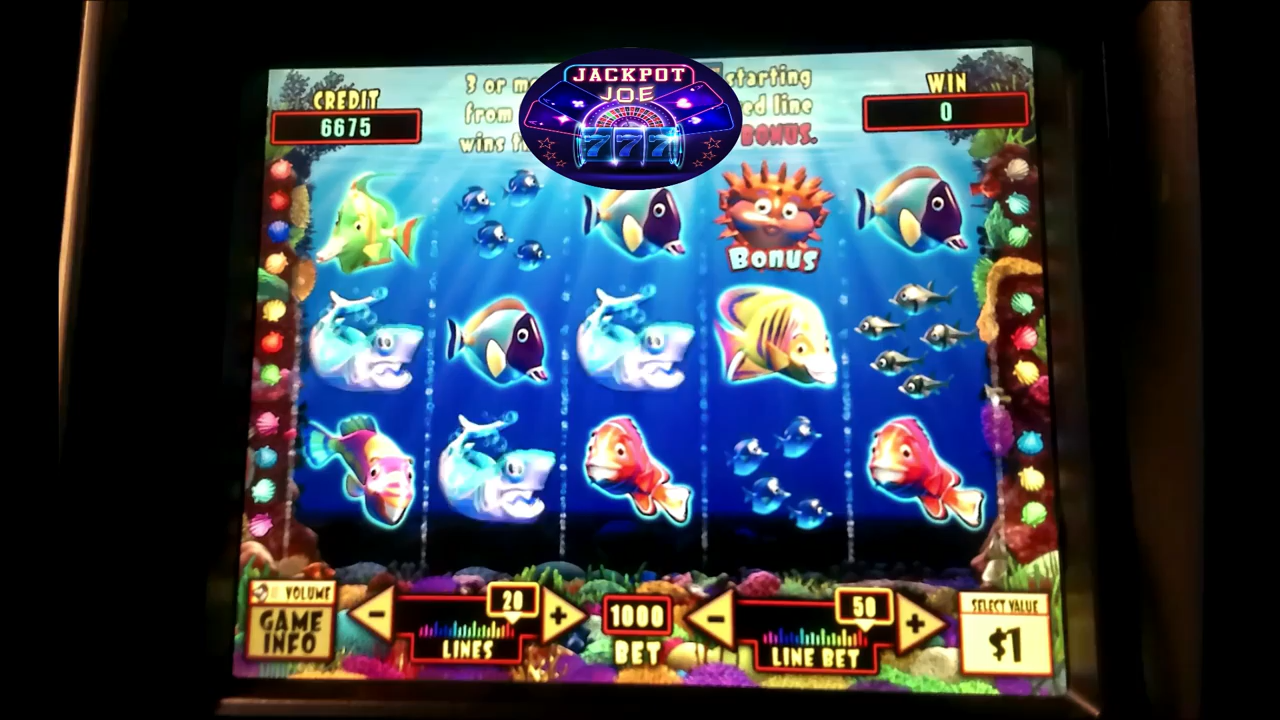 CREDIT
6675
3 or
from
wins
JACKPOT
JOE
777
starting
line
BONUS.
WIN
0
Bonus
VOLUME
GAME
INFO
20
LINES
1000
BET
50
LINE BET
SELECT VALUE
$1